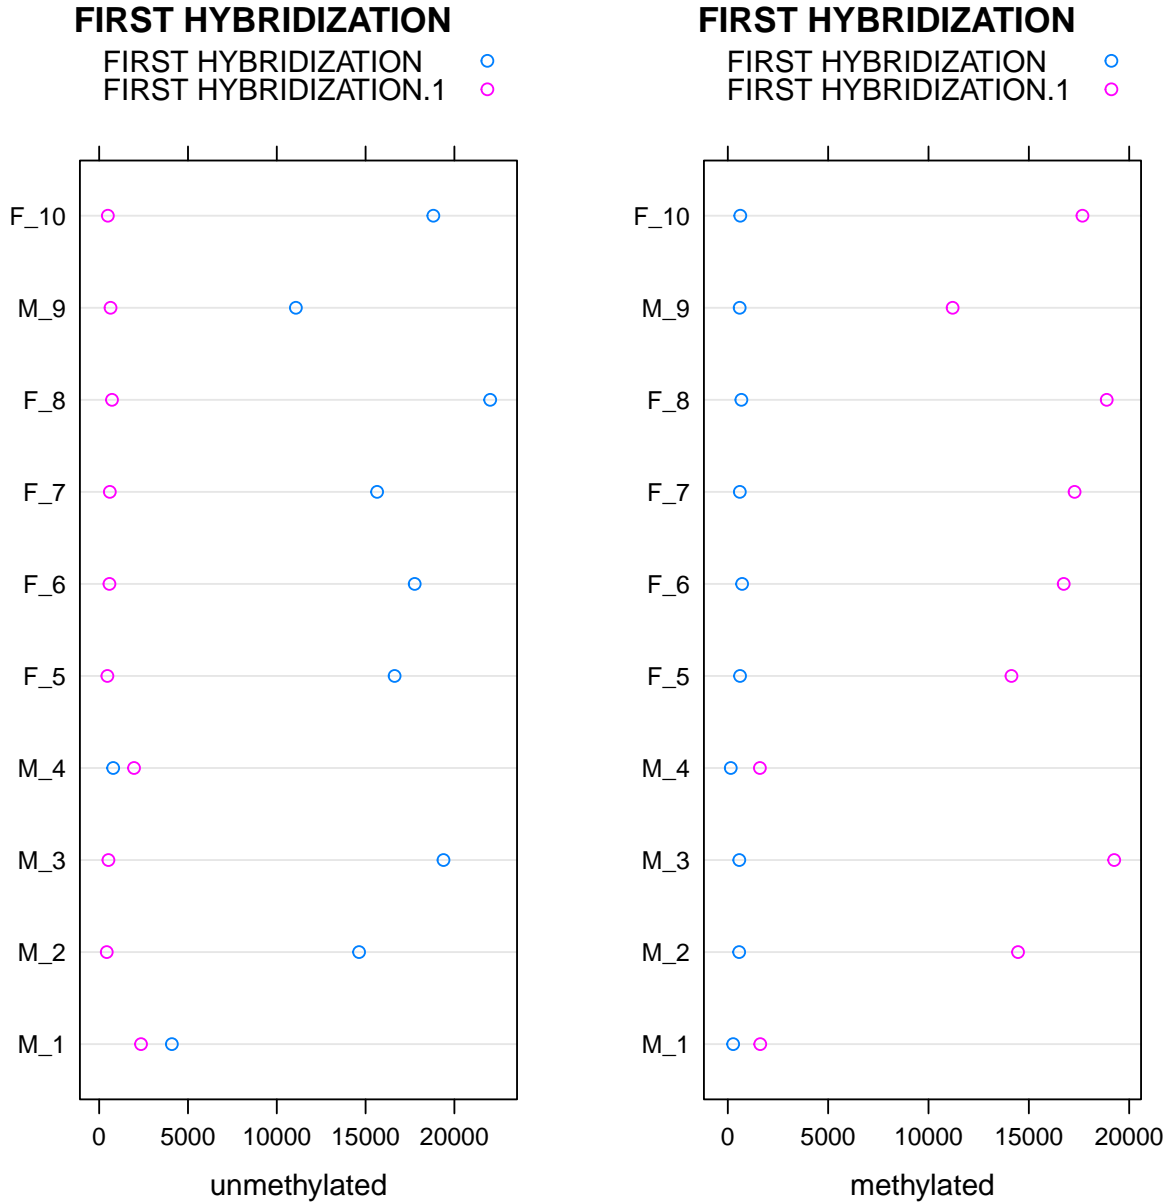 FIRST HYBRIDIZATION
FIRST HYBRIDIZATION
FIRST HYBRIDIZATION.1
F_10
M_9
F_8
F_7
F_6
F_5
M_4
M_3
M_2
M_1
0 5000 10000 15000 20000
unmethylated
FIRST HYBRIDIZATION
FIRST HYBRIDIZATION
FIRST HYBRIDIZATION.1
F_10
M_9
F_8
F_7
F_6
F_5
M_4
M_3
M_2
M_1
0 5000 10000 15000 20000
methylated